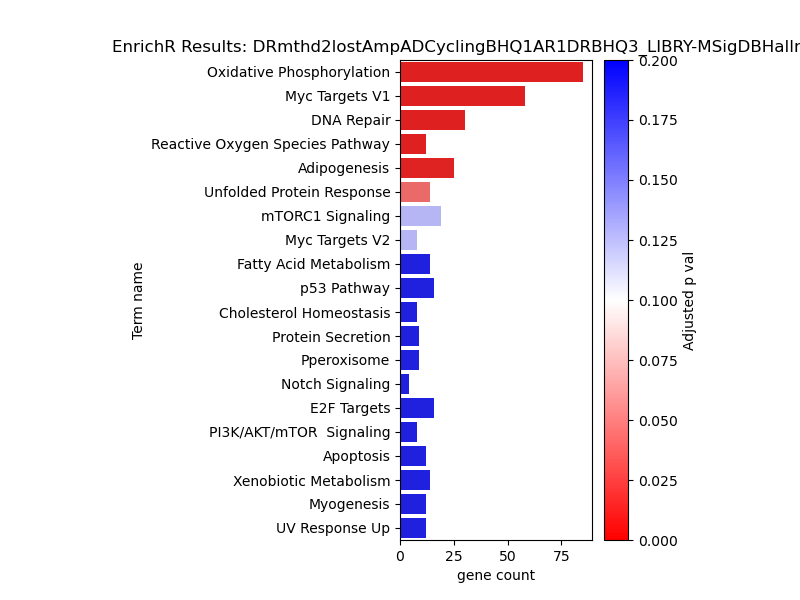 EnrichR Results: DRmthd2lostAmpADCyclingBHQ1AR1DRBHQ3_LIBRY-MSigDBHallr
Oxidative Phosphorylation
Myc Targets V1
DNA Repair
Reactive Oxygen Species Pathway
Adipogenesis
Unfolded Protein Response
mTORC1 Signaling
Myc Targets V2
Fatty Acid Metabolism
p53 Pathway
Cholesterol Homeostasis
Protein Secretion
Pperoxisome
Notch Signaling
E2F Targets
PI3K/AKT/mTOR  Signaling
Apoptosis
Xenobiotic Metabolism
Myogenesis
UV Response Up
Term name
0 25 50 75
gene count
0.200
0.175
0.150
0.125
0.100
0.075
0.050
0.025
0.000
Adjusted p val